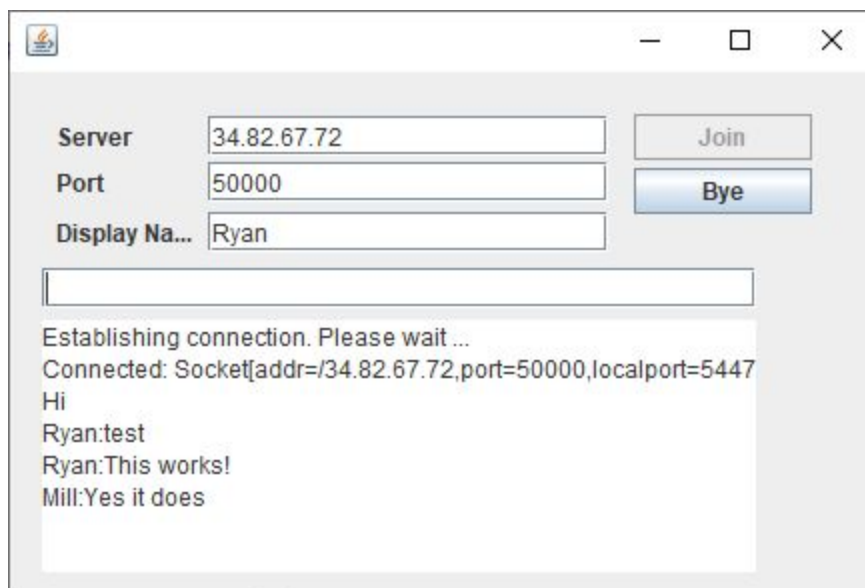 Server 34.82.67.72 Join
Port 50000 Bye
Display Na... Ryan
Establishing connection. Please wait ...
Connected: Socket[addr=/34.82.67.72,port=50000,localport=5447
Hi
Ryan:test
Ryan:This works!
Mill:Yes it does